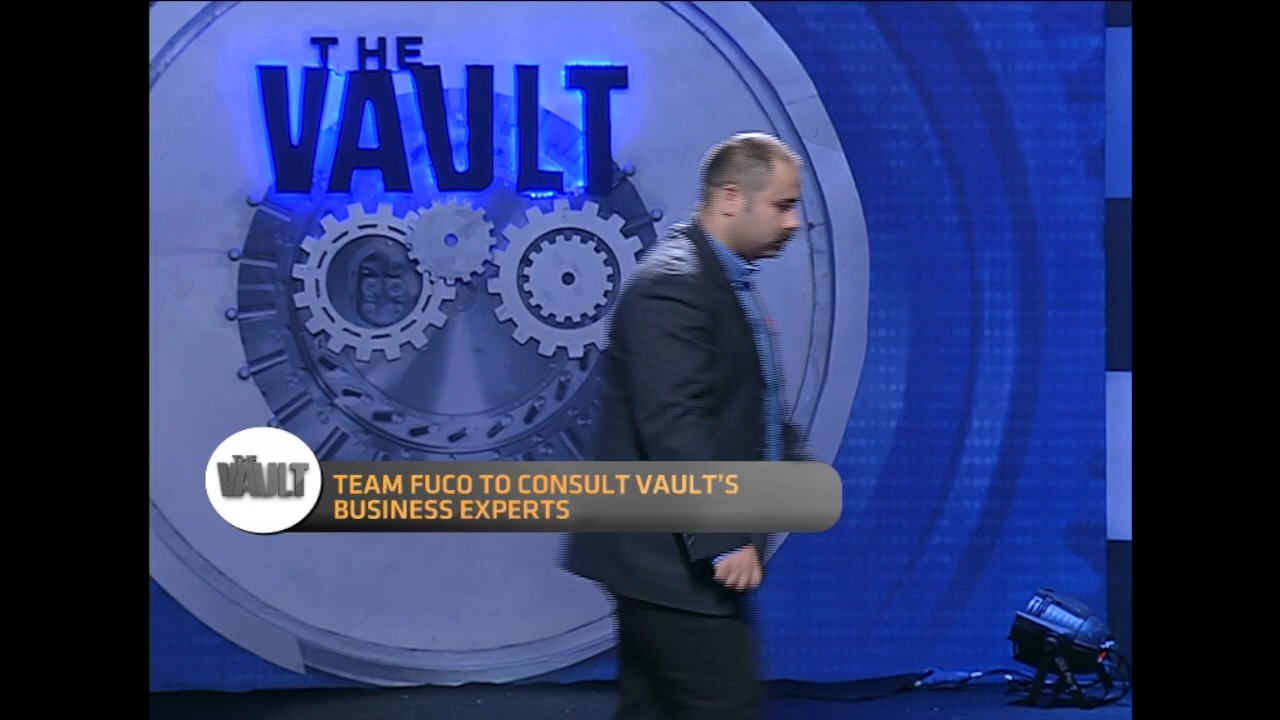 THE
VAULT
THE
VAULT
TEAM FUCO TO CONSULT VAULT'S
BUSINESS EXPERTS